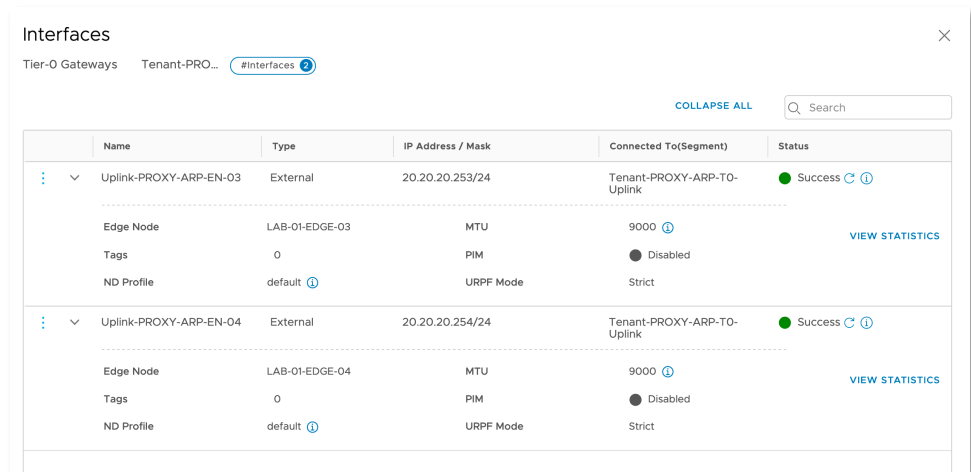 Interfaces
Tier-0 Gateways Tenant-PRO... #Interfaces 2
COLLAPSE ALL Search
Name Type IP Address / Mask Connected To(Segment) Status
Uplink-PROXY-ARP-EN-03 External 20.20.20.253/24 Tenant-PROXY-ARP-T0- Success
Uplink
Edge Node LAB-01-EDGE-03 MTU 9000
VIEW STATISTICS
Tags 0 PIM Disabled
ND Profile default URPF Mode Strict
Uplink-PROXY-ARP-EN-04 External 20.20.20.254/24 Tenant-PROXY-ARP-T0- Success
Uplink
Edge Node LAB-01-EDGE-04 MTU 9000
VIEW STATISTICS
Tags 0 PIM Disabled
ND Profile default URPF Mode Strict